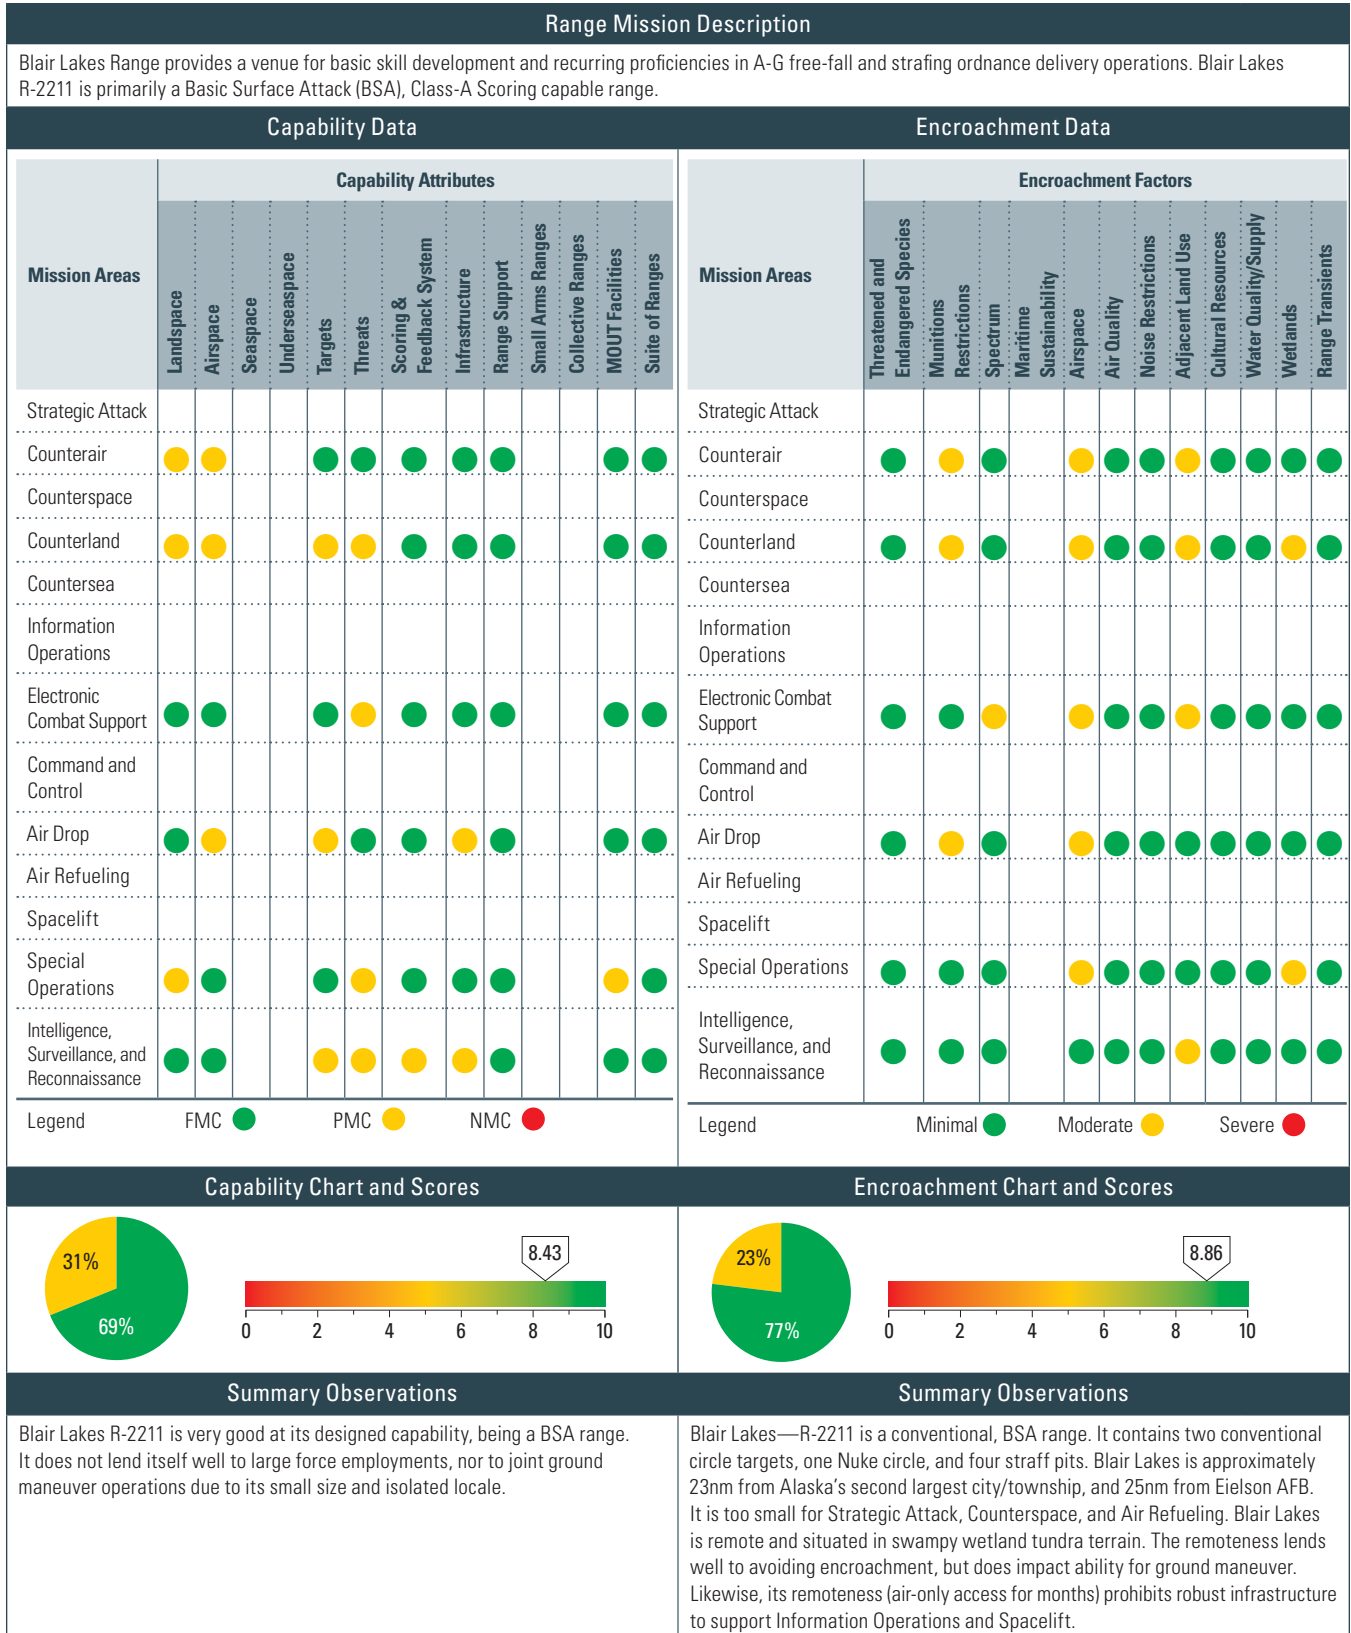 Range Mission Description
Blair Lakes Range provides a venue for basic skill development and recurring proficiencies in A-G free-fall and strafing ordnance delivery operations. Blair Lakes
R-2211 is primarily a Basic Surface Attack (BSA), Class-A Scoring capable range.
Capability Data
Mission Areas
Capability Attributes
Landspace
Airspace
Seaspace
Underseaspace
Targets
Threats
Scoring &
Feedback System
Infrastructure
Range Support
Small Arms Ranges
Collective Ranges
MOUT Facilities
Suite of Ranges
Strategic Attack
Counterair
Counterspace
Counterland
Countersea
Information
Operations
Electronic
Combat Support
Command and
Control
Air Drop
Air Refueling
Spacelift
Special
Operations
Intelligence,
Surveillance, and
Reconnaissance
Legend FMC PMC NMC
Encroachment Data
Mission Areas
Encroachment Factors
Threatened and
Endangered Species
Munitions
Restrictions
Spectrum
Maritime
Sustainability
Airspace
Air Quality
Noise Restrictions
Adjacent Land Use
Cultural Resources
Water Quality/Supply
Wetlands
Range Transients
Strategic Attack
Counterair
Counterspace
Counterland
Countersea
Information
Operations
Electronic Combat
Support
Command and
Control
Air Drop
Air Refueling
Spacelift
Special Operations
Intelligence,
Surveillance, and
Reconnaissance
Legend Minimal Moderate Severe
Capability Chart and Scores
31%
69%
8.43
0 2 4 6 8 10
Encroachment Chart and Scores
23%
77%
8.86
0 2 4 6 8 10
Summary Observations
Blair Lakes R-2211 is very good at its designed capability, being a BSA range.
It does not lend itself well to large force employments, nor to joint ground
maneuver operations due to its small size and isolated locale.
Summary Observations
Blair Lakes—R-2211 is a conventional, BSA range. It contains two conventional
circle targets, one Nuke circle, and four straff pits. Blair Lakes is approximately
23nm from Alaska's second largest city/township, and 25nm from Eielson AFB.
It is too small for Strategic Attack, Counterspace, and Air Refueling. Blair Lakes
is remote and situated in swampy wetland tundra terrain. The remoteness lends
well to avoiding encroachment, but does impact ability for ground maneuver.
Likewise, its remoteness (air-only access for months) prohibits robust infrastructure
to support Information Operations and Spacelift.